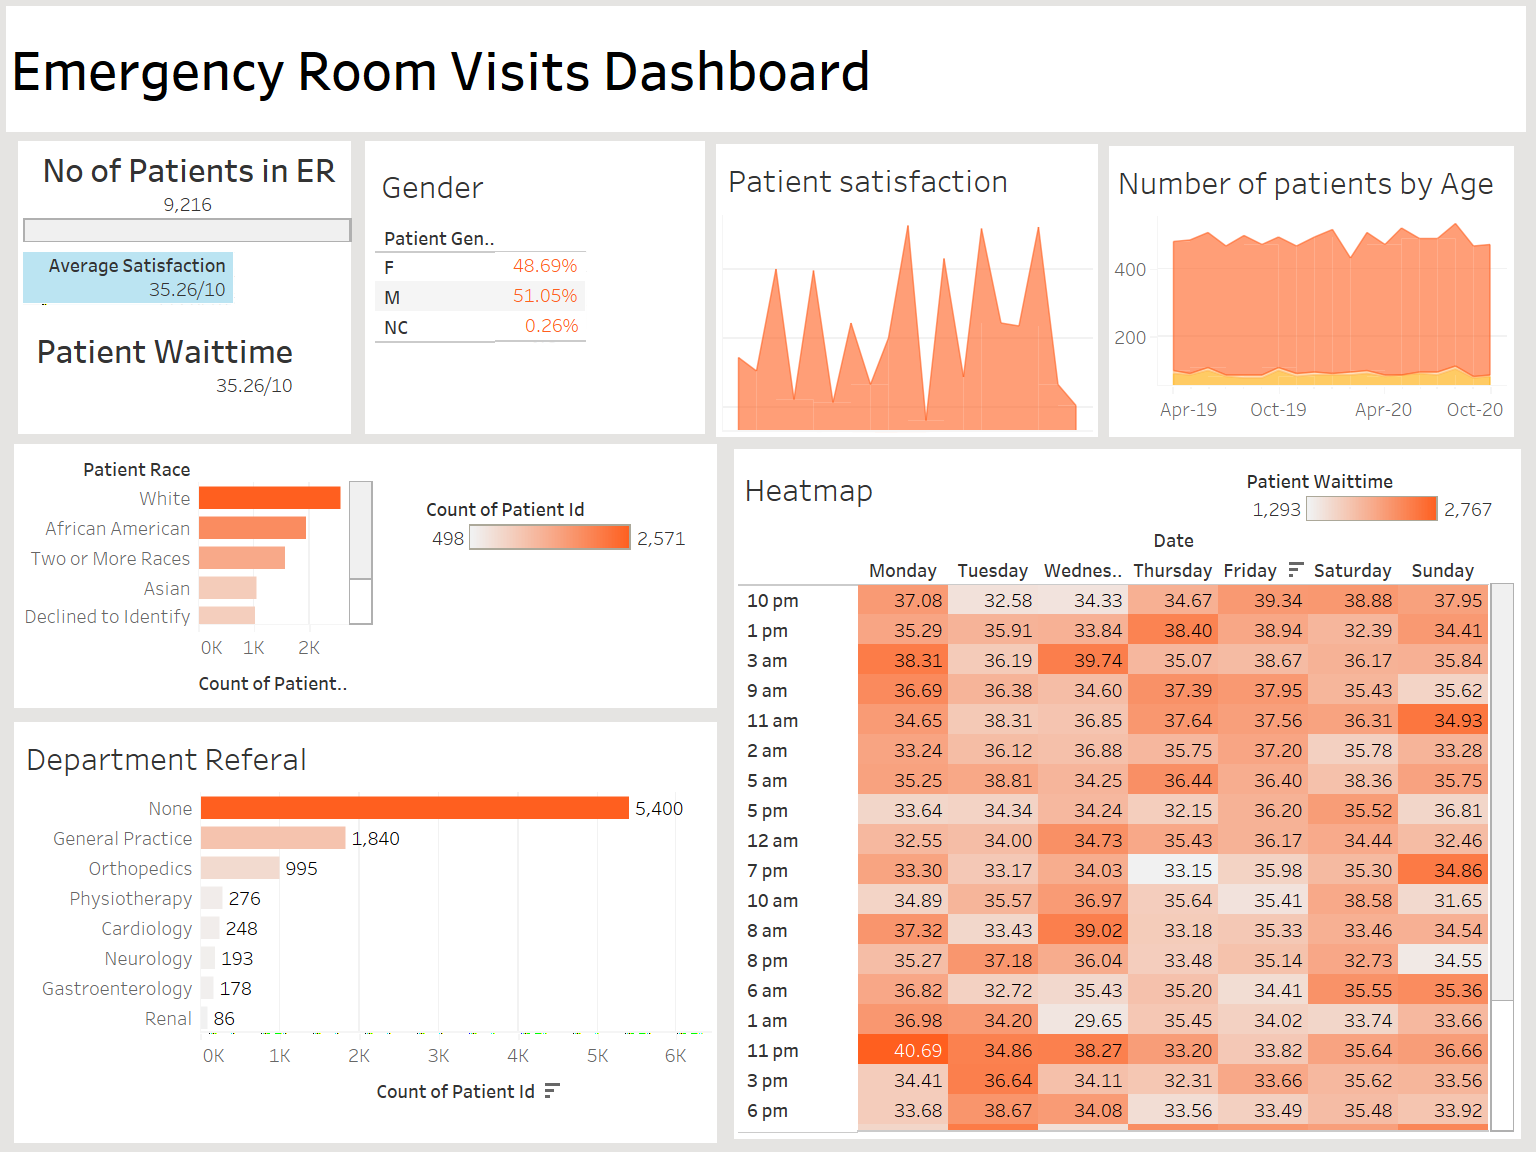 Emergency Room Visits Dashboard
No of Patients in ER
9,216
Average Satisfaction
35.26/10
Patient Waittime
35.26/10
Gender
Patient Gen..
F 48.69%
M 51.05%
NC 0.26%
Patient satisfaction
Number of patients by Age
400
200
Apr-19 Oct-19 Apr-20 Oct-20
Patient Race
White
African American
Two or More Races
Asian
Declined to Identify
0K 1K 2K
Count of Patient..
Count of Patient Id
498 2,571
Department Referal
None 5,400
General Practice 1,840
Orthopedics 995
Physiotherapy 276
Cardiology 248
Neurology 193
Gastroenterology 178
Renal 86
0K 1K 2K 3K 4K 5K 6K
Count of Patient Id
Heatmap
Patient Waittime
1,293 2,767
Date
Monday Tuesday Wednes.. Thursday Friday Saturday Sunday
10 pm 37.08 32.58 34.33 34.67 39.34 38.88 37.95
1 pm 35.29 35.91 33.84 38.40 38.94 32.39 34.41
3 am 38.31 36.19 39.74 35.07 38.67 36.17 35.84
9 am 36.69 36.38 34.60 37.39 37.95 35.43 35.62
11 am 34.65 38.31 36.85 37.64 37.56 36.31 34.93
2 am 33.24 36.12 36.88 35.75 37.20 35.78 33.28
5 am 35.25 38.81 34.25 36.44 36.40 38.36 35.75
5 pm 33.64 34.34 34.24 32.15 36.20 35.52 36.81
12 am 32.55 34.00 34.73 35.43 36.17 34.44 32.46
7 pm 33.30 33.17 34.03 33.15 35.98 35.30 34.86
10 am 34.89 35.57 36.97 35.64 35.41 38.58 31.65
8 am 37.32 33.43 39.02 33.18 35.33 33.46 34.54
8 pm 35.27 37.18 36.04 33.48 35.14 32.73 34.55
6 am 36.82 32.72 35.43 35.20 34.41 35.55 35.36
1 am 36.98 34.20 29.65 35.45 34.02 33.74 33.66
11 pm 40.69 34.86 38.27 33.20 33.82 35.64 36.66
3 pm 34.41 36.64 34.11 32.31 33.66 35.62 33.56
6 pm 33.68 38.67 34.08 33.56 33.49 35.48 33.92